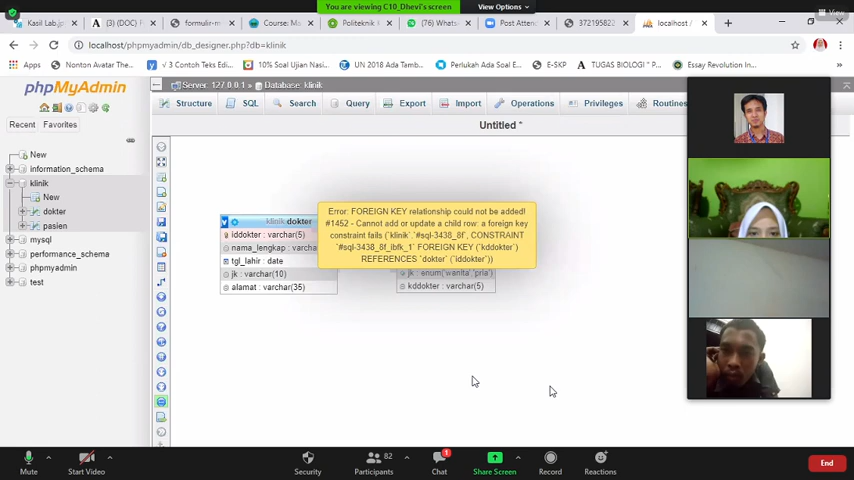 You are viewing C10_Dhevi's screen
View Options
View
Kasil Lab.jp
(3) (DOC) F
formulir-m
Course: Ma
Politeknik
(76) Whats
Post Attend
372195822
localhost /
localhost/phpmyadmin/db_designer.php?db=klinik
Apps
Nonton Avatar The...
√ 3 Contoh Teks Edi...
10% Soal Ujian Nasi...
UN 2018 Ada Tamb...
Perlukah Ada Soal E...
E-SKP
TUGAS BIOLOGI " P...
Essay Revolution In...
phpMyAdmin
Server: 127.0.0.1 » Database: klinik
Structure
SQL
Search
Query
Export
Import
Operations
Privileges
Routines
Recent
Favorites
Untitled *
New
information_schema
klinik
New
dokter
pasien
mysql
performance_schema
phpmyadmin
test
klinik dokter
iddokter : varchar(5)
nama_lengkap : varcha
tgl_lahir : date
jk : varchar(10)
alamat : varchar(35)
Error: FOREIGN KEY relationship could not be added!
#1452 - Cannot add or update a child row: a foreign key
constraint fails (`klinik`.`#sql-3438_8f`, CONSTRAINT
`#sql-3438_8f_ibfk_1` FOREIGN KEY (`kddokter`)
REFERENCES `dokter` (`iddokter`))
jk : enum('wanita','pria')
kddokter : varchar(5)
Mute
Start Video
Security
82
Participants
1
Chat
Share Screen
Record
Reactions
End